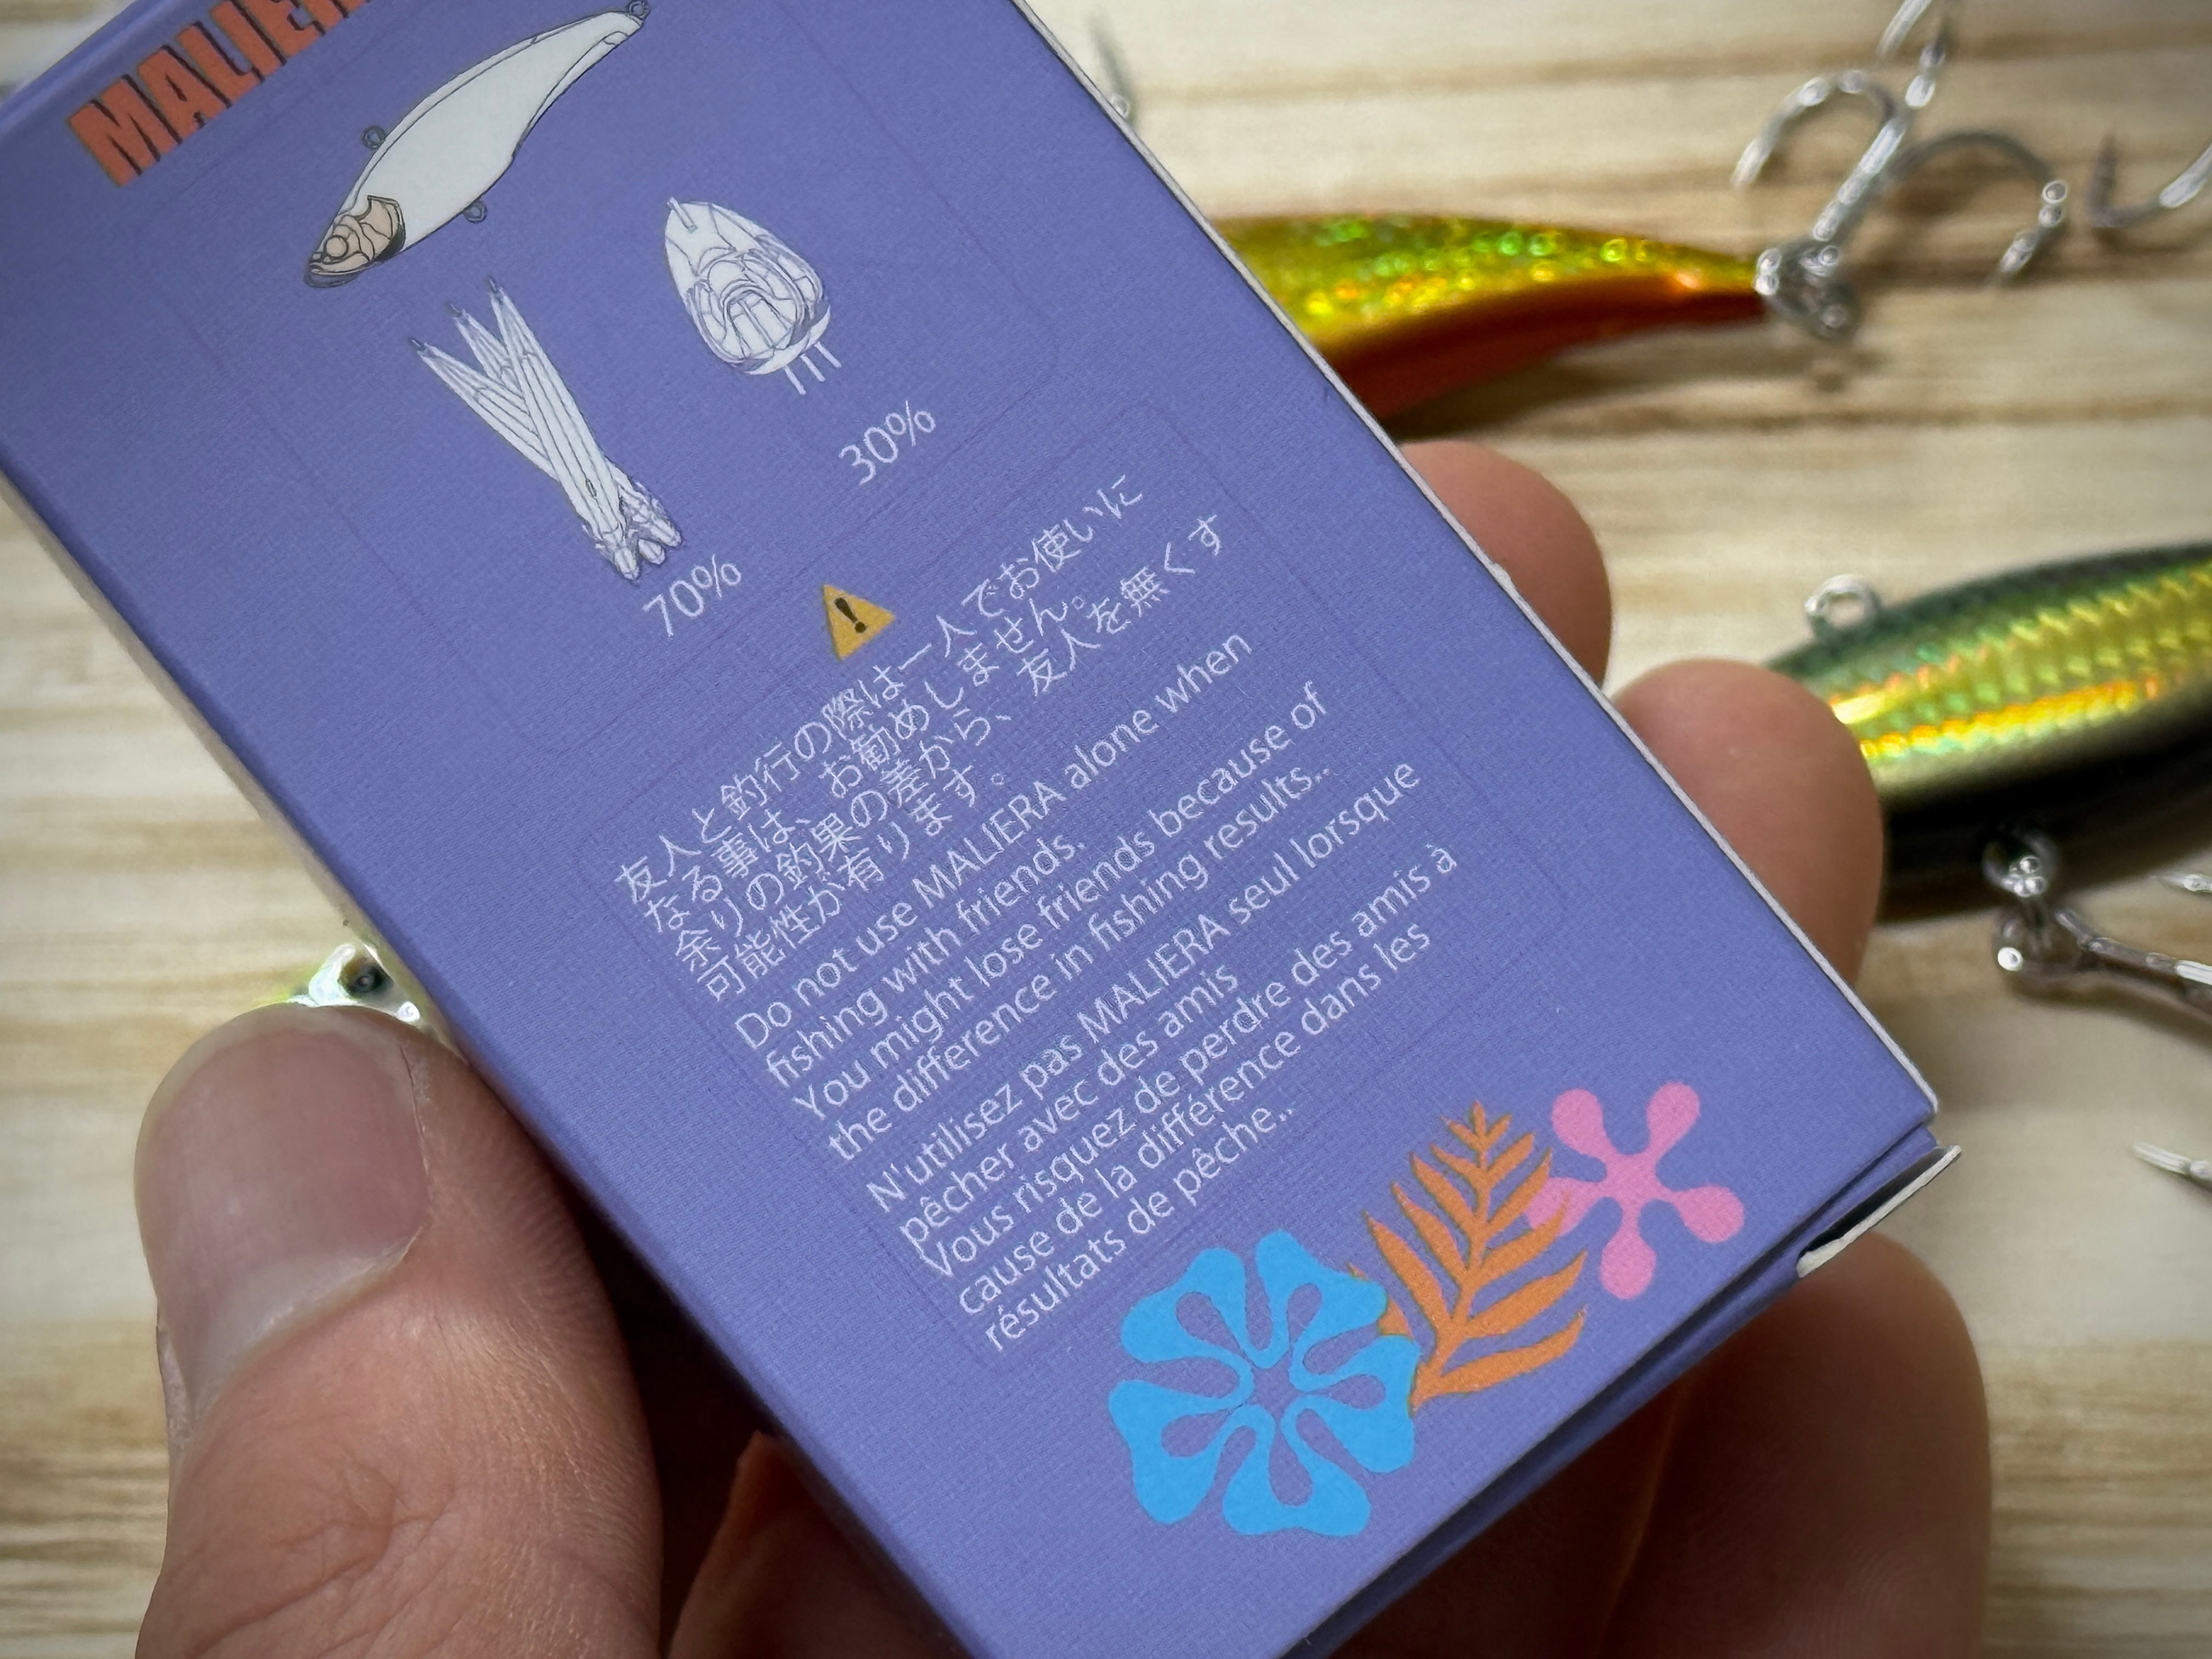 MALIER
30%
70%
友人と釣行の際は一人でお使いに
なる事は、お勧めしません。
余りの釣果の差から、友人を無くす
可能性が有ります。
Do not use MALIERA alone when
fishing with friends.
You might lose friends because of
the difference in fishing results..
N'utilisez pas MALIERA seul lorsque
pêcher avec des amis
Vous risquez de perdre des amis à
cause de la différence dans les
résultats de pêche..